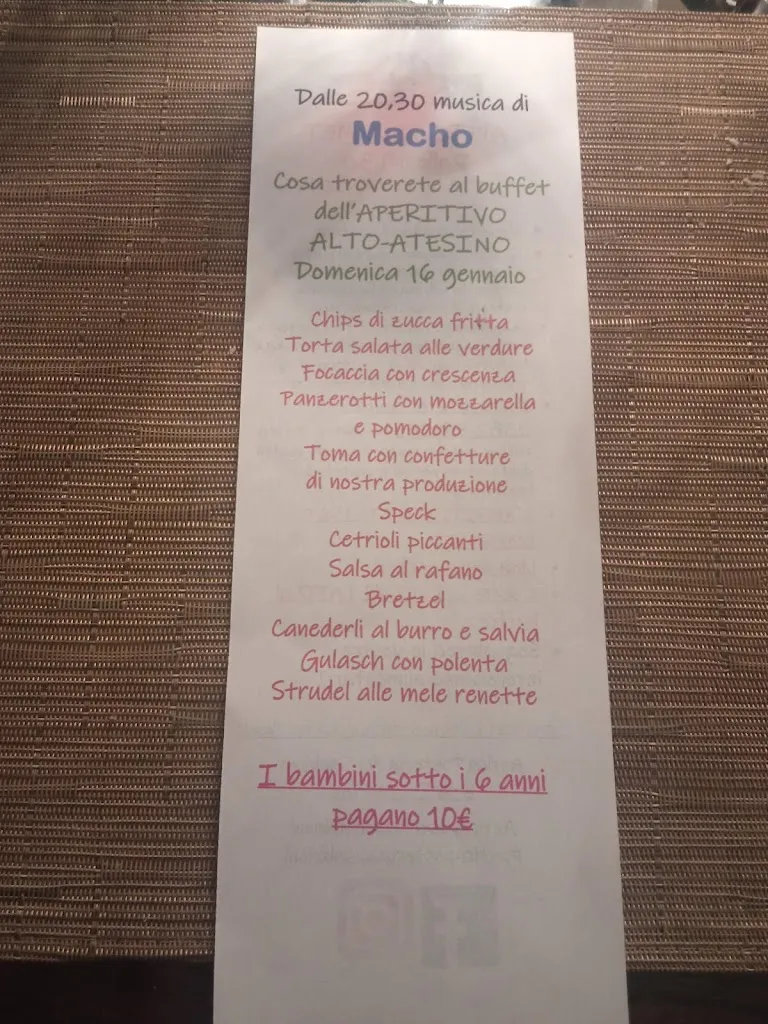 Dalle 20,30 musica di
Macho
Cosa troverete al buffet
dell'APERITIVO
ALTO-ATESINO
Domenica 16 gennaio
Chips di zucca fritta
Torta salata alle verdure
Focaccia con crescenza
Panzerotti con mozzarella
e pomodoro
Toma con confetture
di nostra produzione
Speck
Cetrioli piccanti
Salsa al rafano
Bretzel
Canederli al burro e salvia
Gulasch con polenta
Strudel alle mele renette
I bambini sotto i 6 anni
pagano 10€